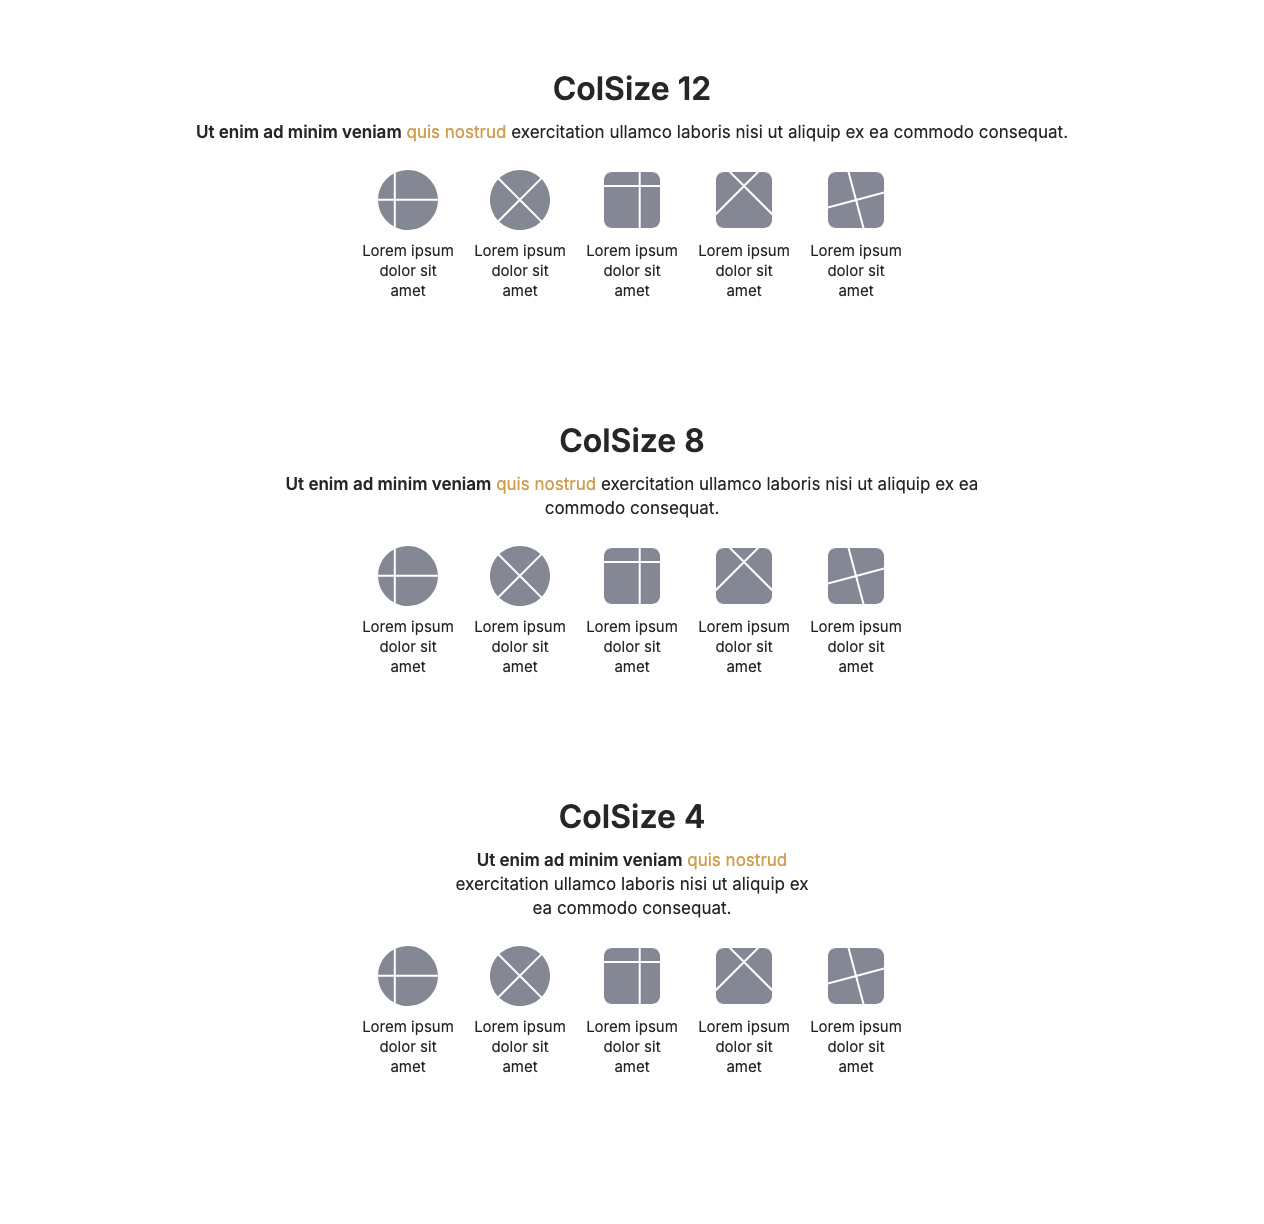 ColSize 12
Ut enim ad minim veniam quis nostrud exercitation ullamco laboris nisi ut aliquip ex ea commodo consequat.
Lorem ipsum dolor sit amet
Lorem ipsum dolor sit amet
Lorem ipsum dolor sit amet
Lorem ipsum dolor sit amet
Lorem ipsum dolor sit amet
ColSize 8
Ut enim ad minim veniam quis nostrud exercitation ullamco laboris nisi ut aliquip ex ea
commodo consequat.
Lorem ipsum dolor sit amet
Lorem ipsum dolor sit amet
Lorem ipsum dolor sit amet
Lorem ipsum dolor sit amet
Lorem ipsum dolor sit amet
ColSize 4
Ut enim ad minim veniam quis nostrud
exercitation ullamco laboris nisi ut aliquip ex
ea commodo consequat.
Lorem ipsum dolor sit amet
Lorem ipsum dolor sit amet
Lorem ipsum dolor sit amet
Lorem ipsum dolor sit amet
Lorem ipsum dolor sit amet